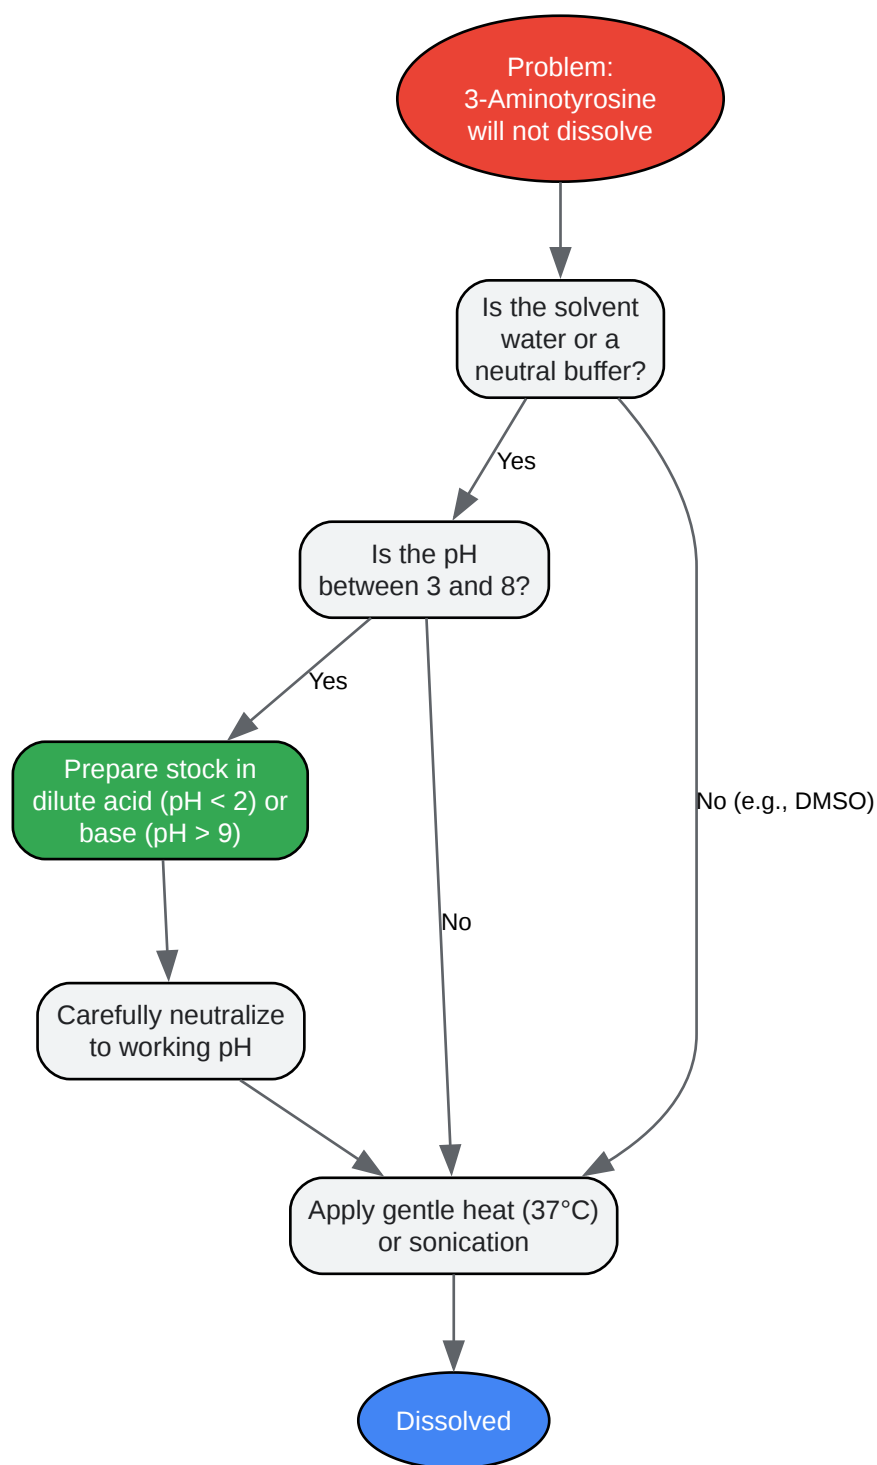 Problem:
3-Aminotyrosine
will not dissolve
Is the solvent
water or a
neutral buffer?
Yes
Is the pH
between 3 and 8?
Yes
Prepare stock in
dilute acid (pH < 2) or
base (pH > 9)
No (e.g., DMSO)
No
Carefully neutralize
to working pH
Apply gentle heat (37°C)
or sonication
Dissolved